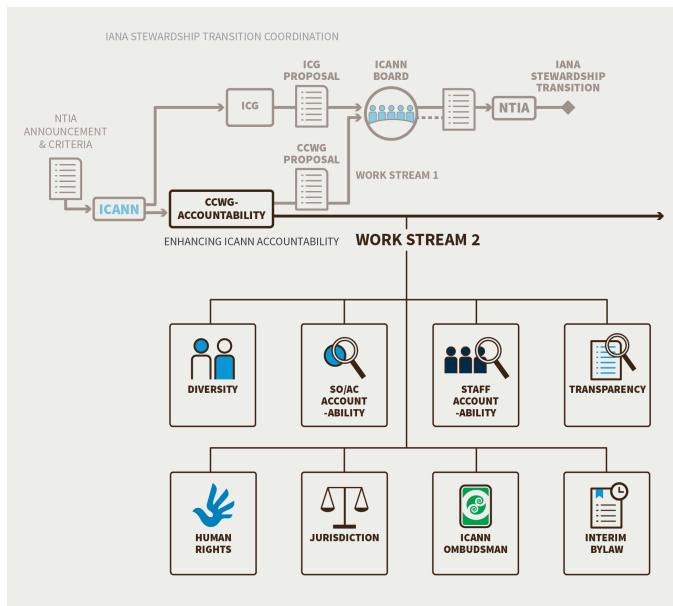 IANA STEWARDSHIP TRANSITION COORDINATION
ICG
PROPOSAL
ICANN
BOARD
IANA
STEWARDSHIP
TRANSITION
ICG
NTIA
NTIA
ANNOUNCEMENT
& CRITERIA
CCWG
PROPOSAL
WORK STREAM 1
ICANN
CCWG-
ACCOUNTABILITY
ENHANCING ICANN ACCOUNTABILITY
WORK STREAM 2
DIVERSITY
SO/AC
ACCOUNT
-ABILITY
STAFF
ACCOUNT
-ABILITY
TRANSPARENCY
HUMAN
RIGHTS
JURISDICTION
ICANN
OMBUDSMAN
INTERIM
BYLAW